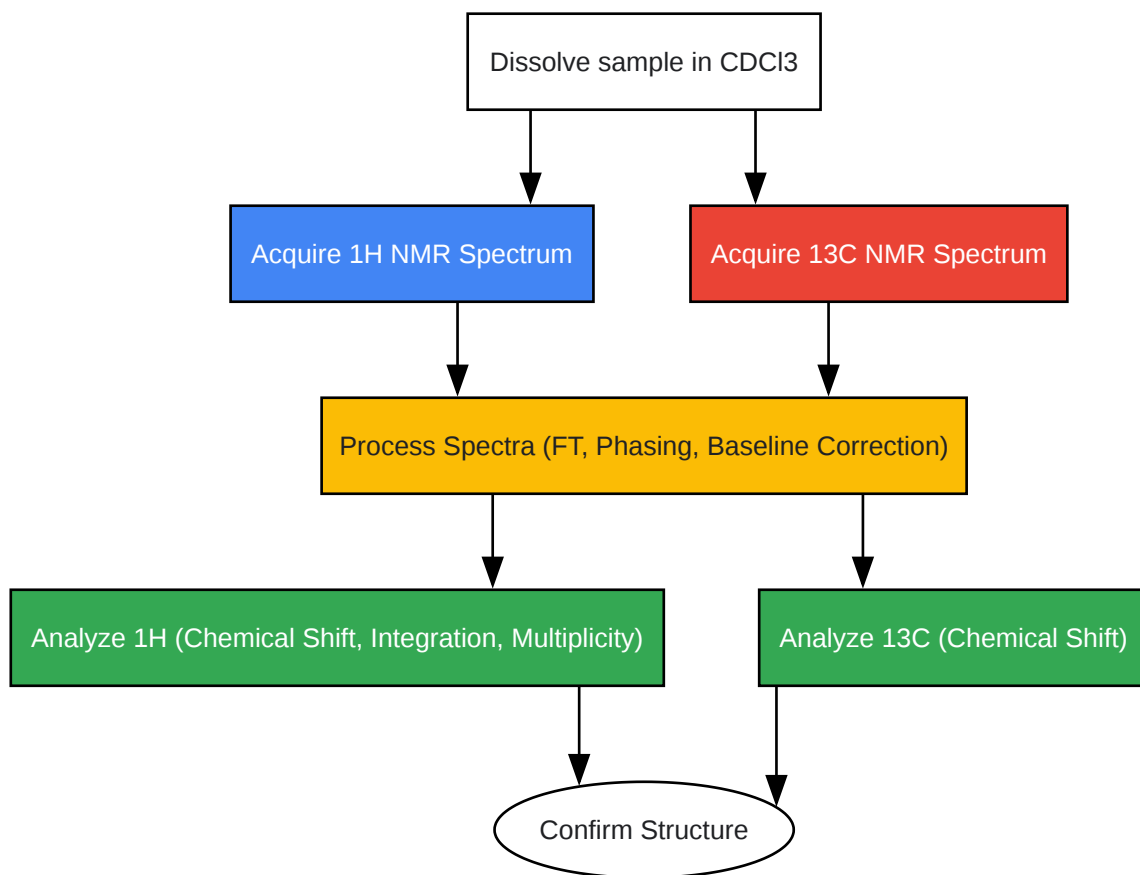 Dissolve sample in CDCl3
Acquire 1H NMR Spectrum
Acquire 13C NMR Spectrum
Process Spectra (FT, Phasing, Baseline Correction)
Analyze 1H (Chemical Shift, Integration, Multiplicity)
Analyze 13C (Chemical Shift)
Confirm Structure